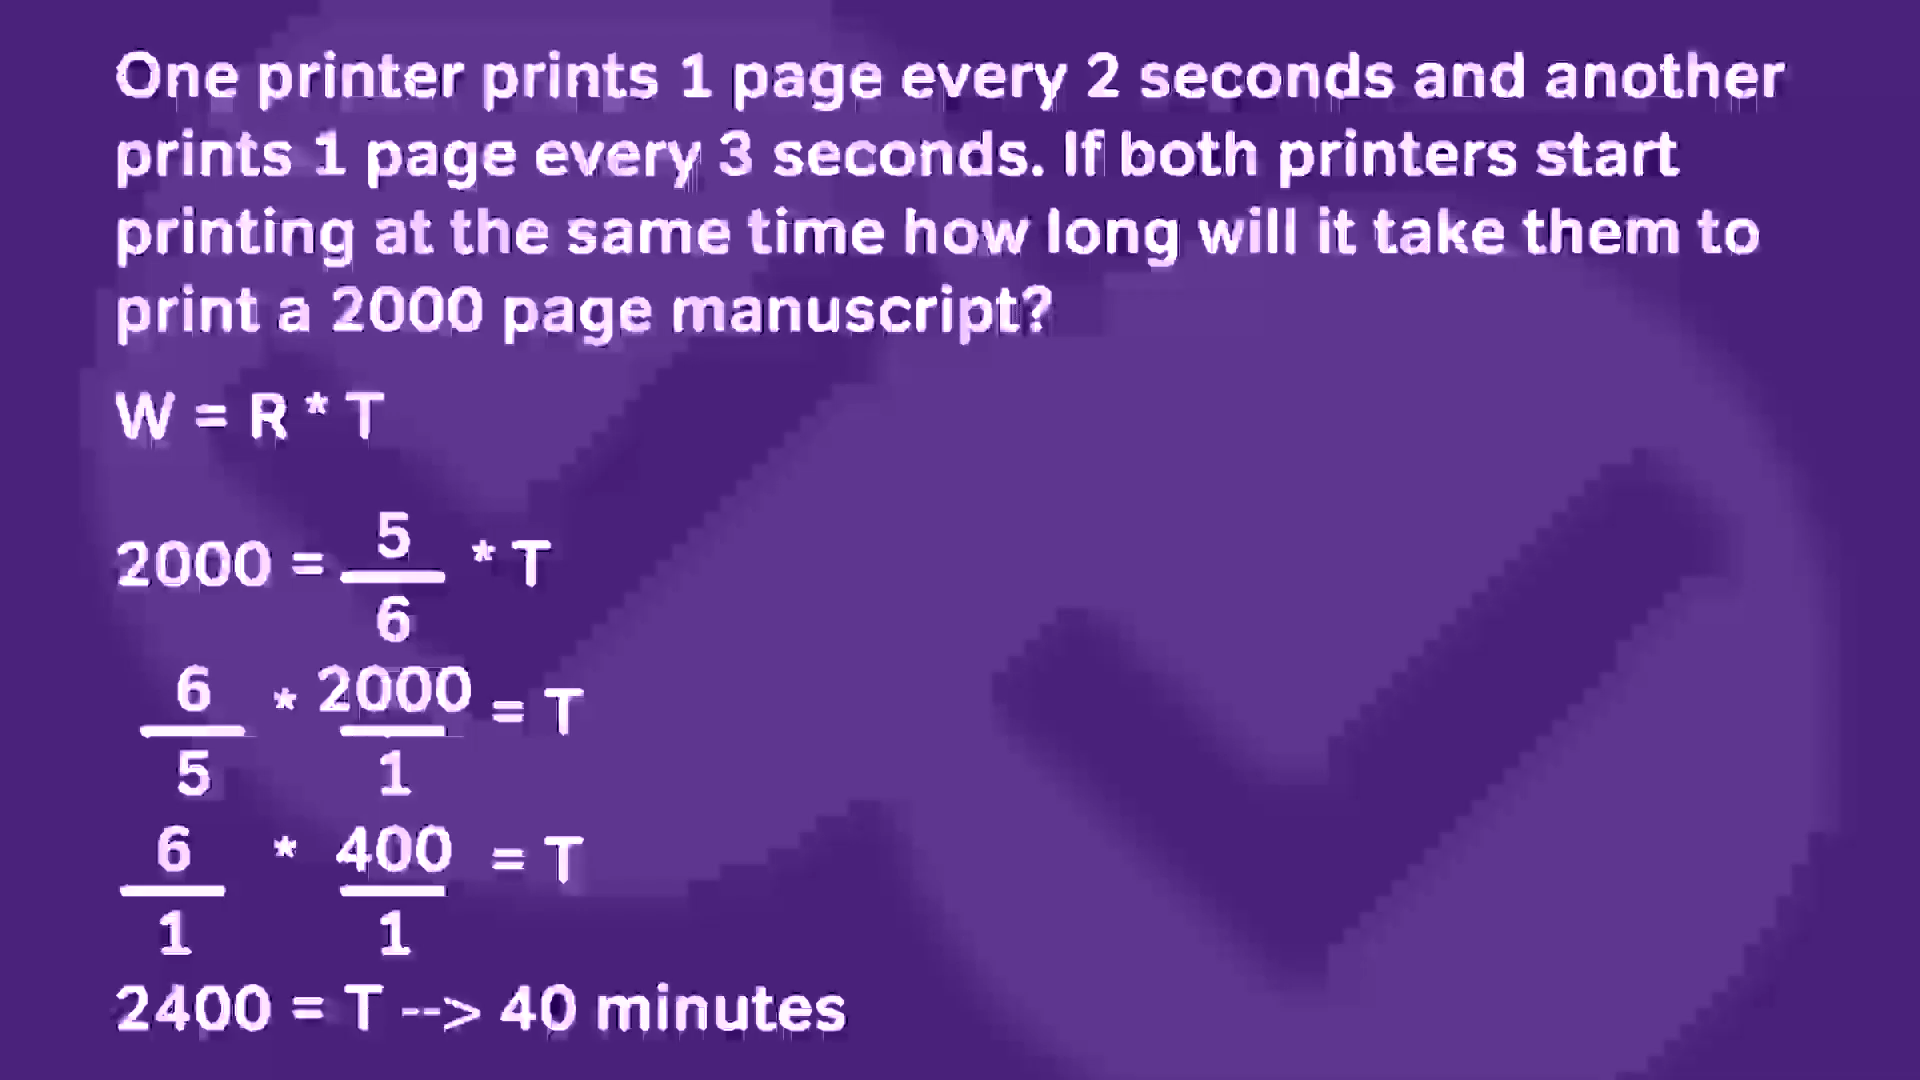 One printer prints 1 page every 2 seconds and another
prints 1 page every 3 seconds. If both printers start
printing at the same time how long will it take them to
print a 2000 page manuscript?
W = R * T
2000 = 5/6 * T
6/5 * 2000/1 = T
6/1 * 400/1 = T
2400 = T --> 40 minutes